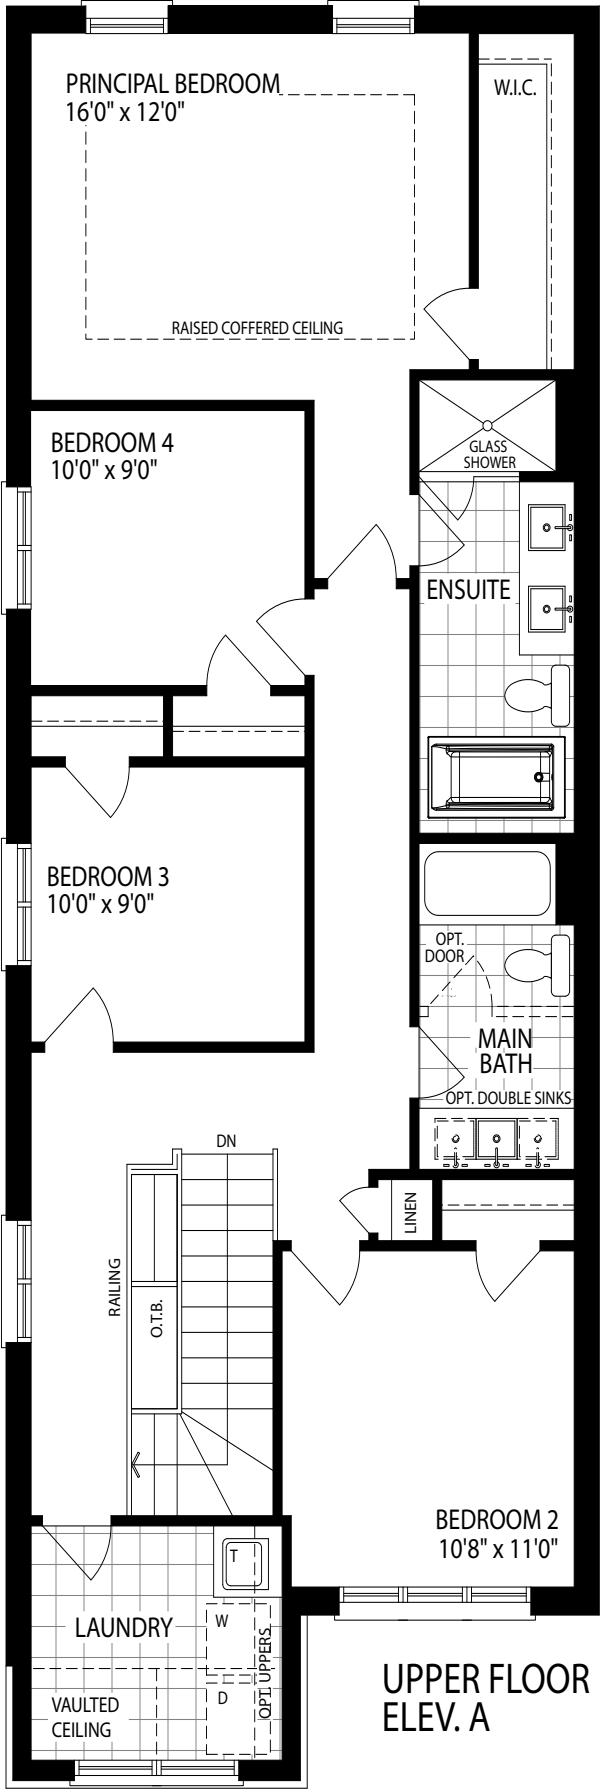 PRINCIPAL BEDROOM
16'0" x 12'0"
W.I.C.
RAISED COFFERED CEILING
BEDROOM 4
10'0" x 9'0"
GLASS
SHOWER
ENSUITE
BEDROOM 3
10'0" x 9'0"
OPT.
DOOR
MAIN
BATH
OPT. DOUBLE SINKS
DN
LINEN
RAILING
O.T.B.
BEDROOM 2
10'8" x 11'0"
T
LAUNDRY
W
D
OPT. UPPERS
VAULTED
CEILING
UPPER FLOOR
ELEV. A